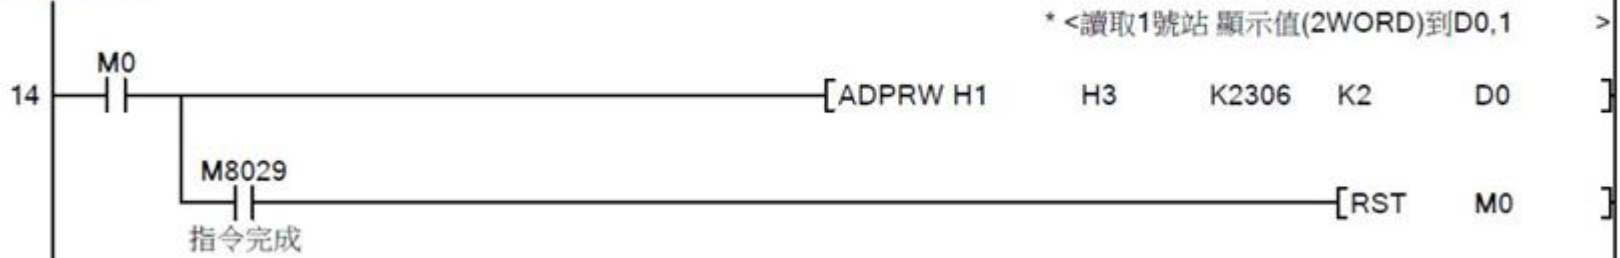 * <讀取1號站 顯示值(2WORD)到D0,1 >
M0
14 [ADPRW H1 H3 K2306 K2 D0 ]
M8029
[RST M0 ]
指令完成